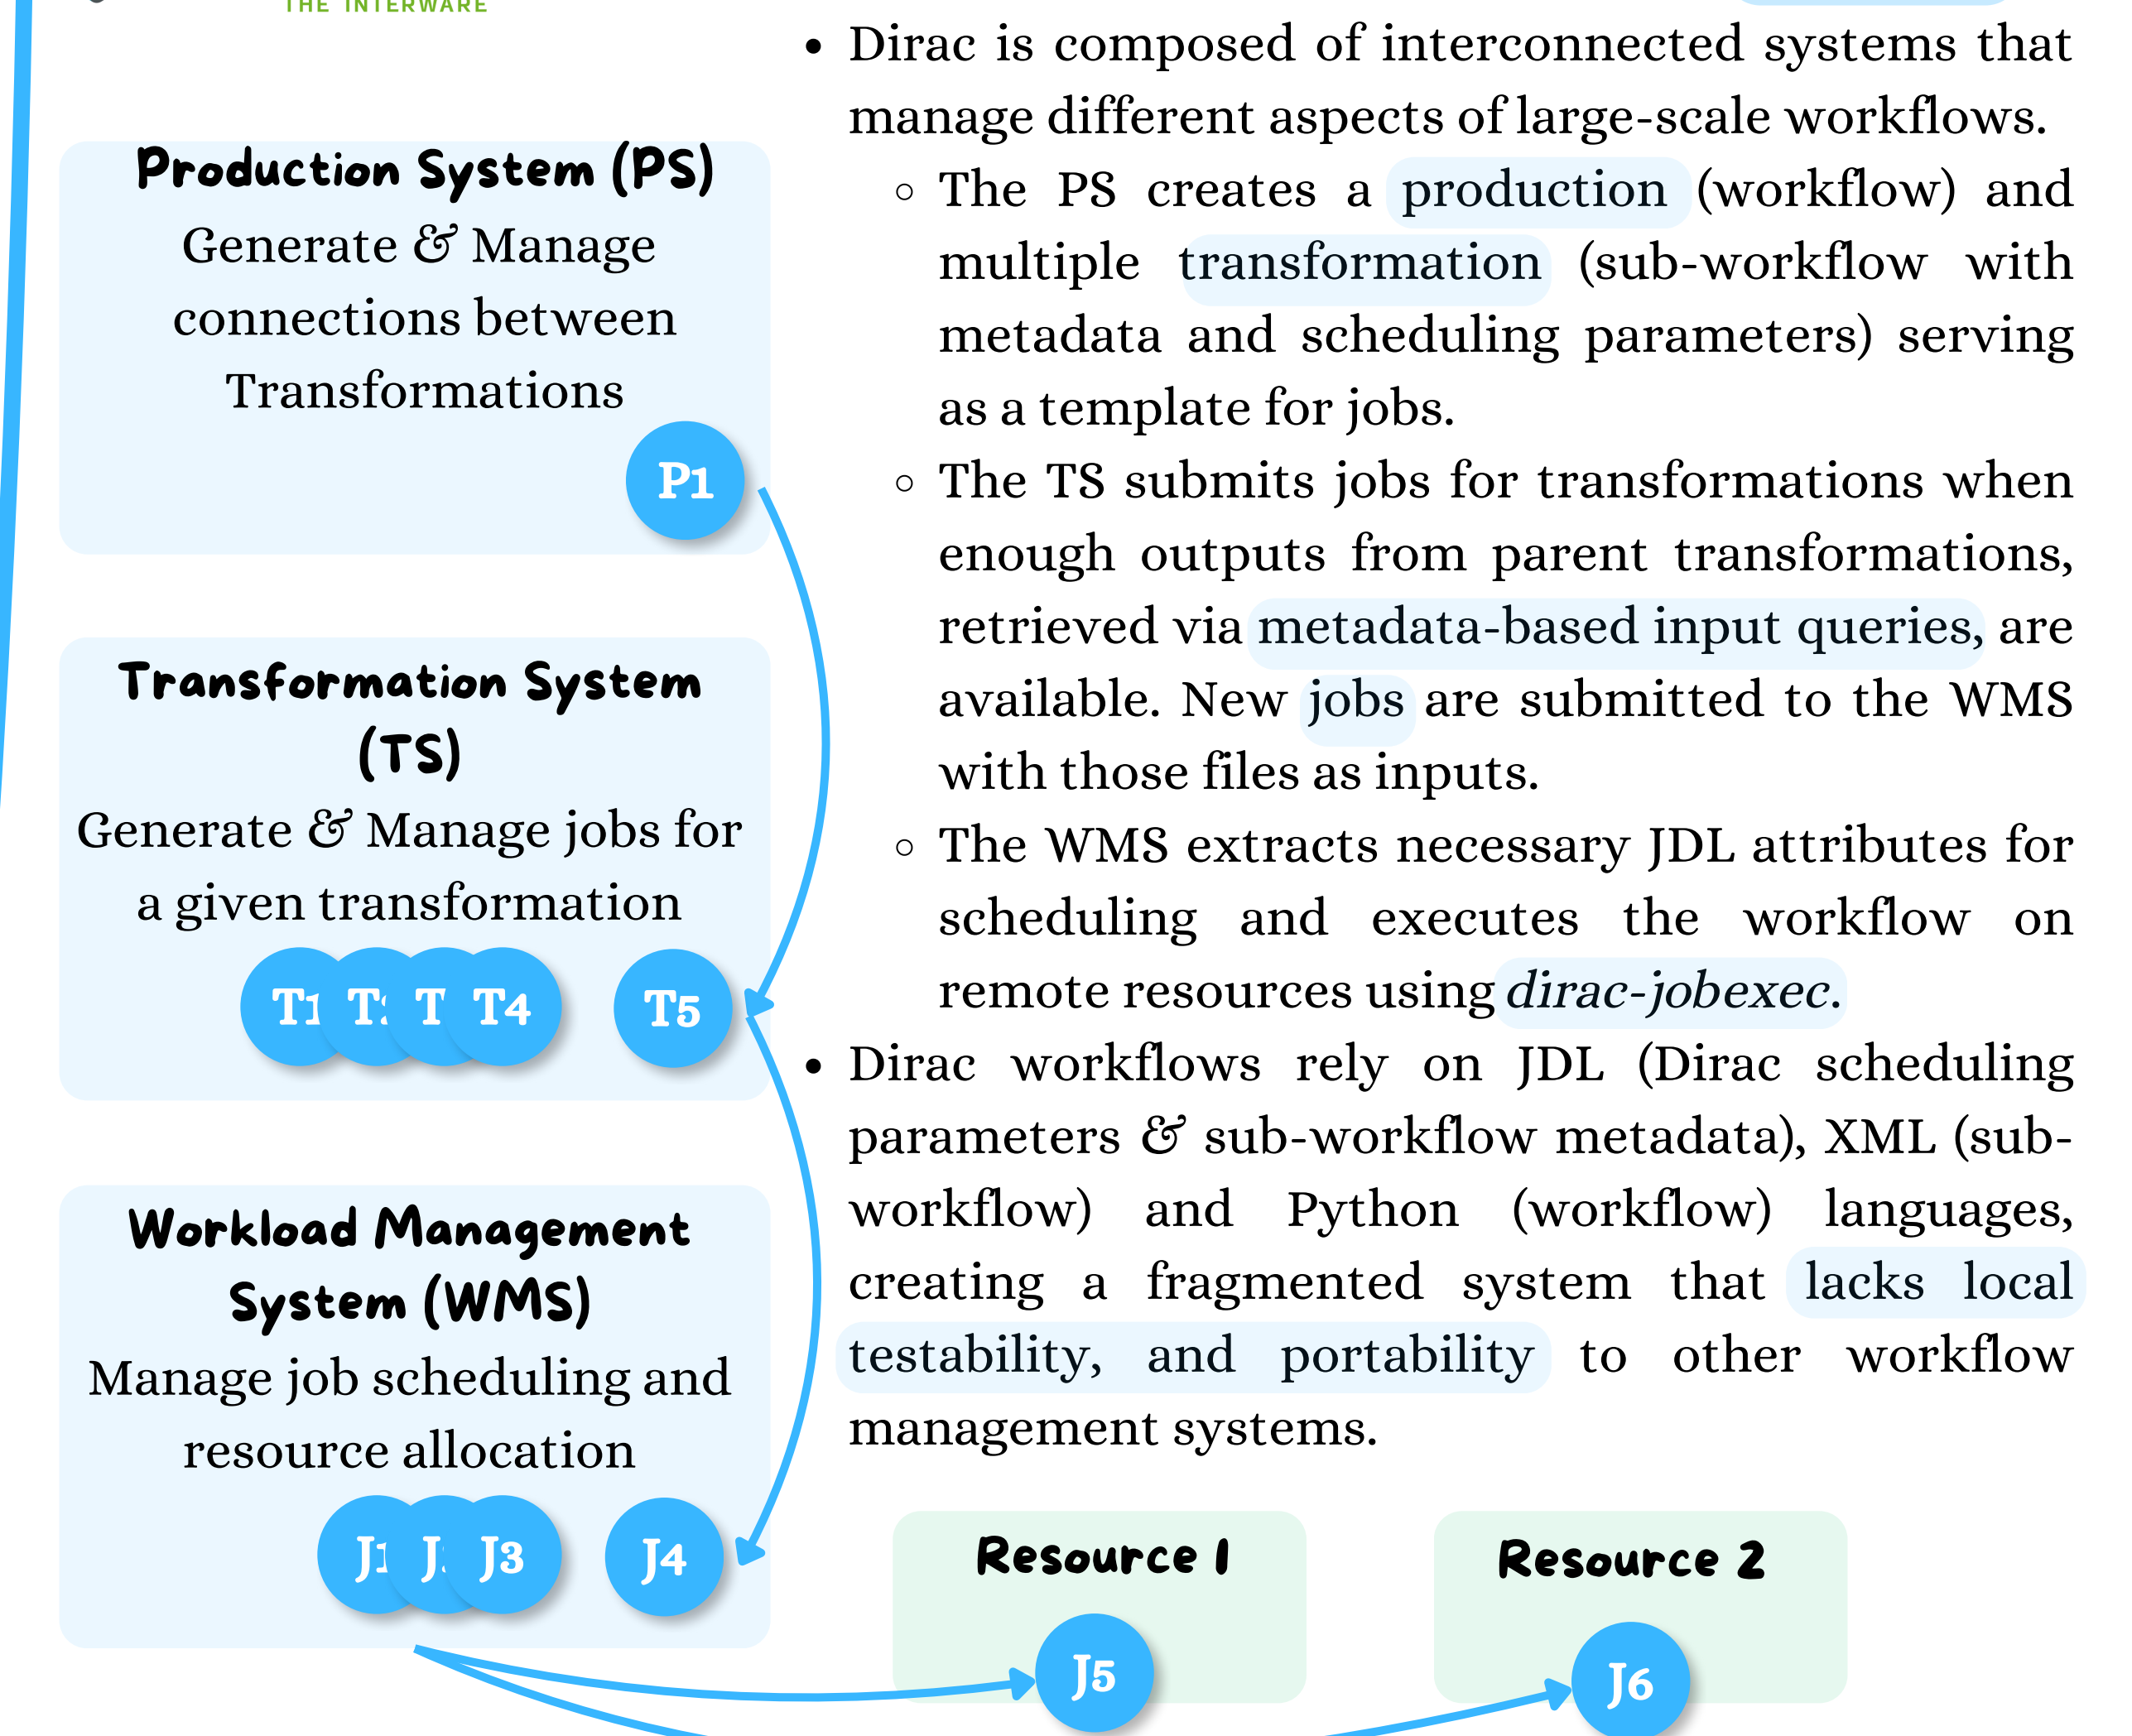 THE INTERWARE
Production System (PS)
Generate & Manage
connections between
Transformations
P1
Transformation System
(TS)
Generate & Manage jobs for
a given transformation
T4
T5
Workload Management
System (WMS)
Manage job scheduling and
resource allocation
J3
J4
• Dirac is composed of interconnected systems that
manage different aspects of large-scale workflows.
◦ The PS creates a production (workflow) and
multiple transformation (sub-workflow with
metadata and scheduling parameters) serving
as a template for jobs.
◦ The TS submits jobs for transformations when
enough outputs from parent transformations,
retrieved via metadata-based input queries, are
available. New jobs are submitted to the WMS
with those files as inputs.
◦ The WMS extracts necessary JDL attributes for
scheduling and executes the workflow on
remote resources using dirac-jobexec.
• Dirac workflows rely on JDL (Dirac scheduling
parameters & sub-workflow metadata), XML (sub-
workflow) and Python (workflow) languages,
creating a fragmented system that lacks local
testability, and portability to other workflow
management systems.
Resource 1
J5
Resource 2
J6